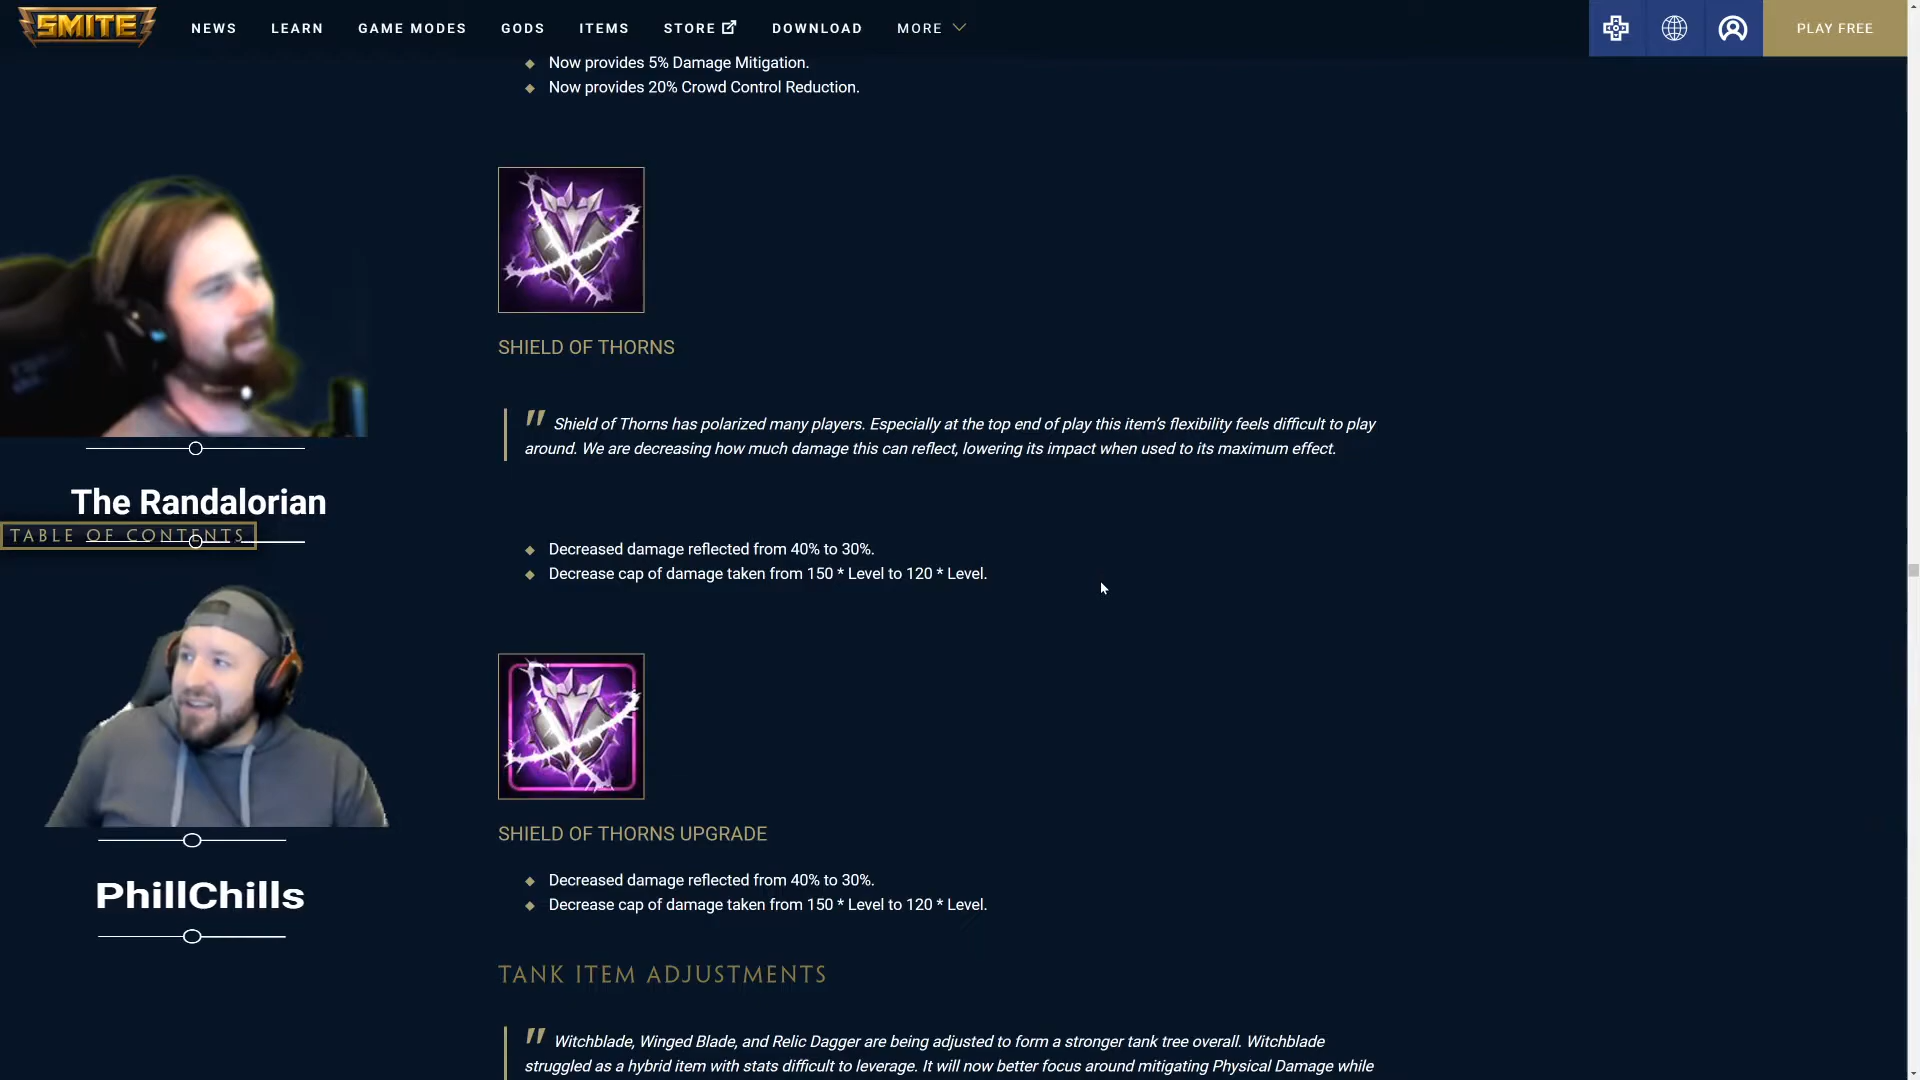 SMITE
NEWS LEARN GAME MODES GODS ITEMS STORE DOWNLOAD MORE PLAY FREE
Now provides 5% Damage Mitigation.
Now provides 20% Crowd Control Reduction.
SHIELD OF THORNS
" Shield of Thorns has polarized many players. Especially at the top end of play this item's flexibility feels difficult to play
around. We are decreasing how much damage this can reflect, lowering its impact when used to its maximum effect.
The Randalorian
TABLE OF CONTENTS
Decreased damage reflected from 40% to 30%.
Decrease cap of damage taken from 150 * Level to 120 * Level.
SHIELD OF THORNS UPGRADE
Decreased damage reflected from 40% to 30%.
Decrease cap of damage taken from 150 * Level to 120 * Level.
PhillChills
TANK ITEM ADJUSTMENTS
" Witchblade, Winged Blade, and Relic Dagger are being adjusted to form a stronger tank tree overall. Witchblade
struggled as a hybrid item with stats difficult to leverage. It will now better focus around mitigating Physical Damage while